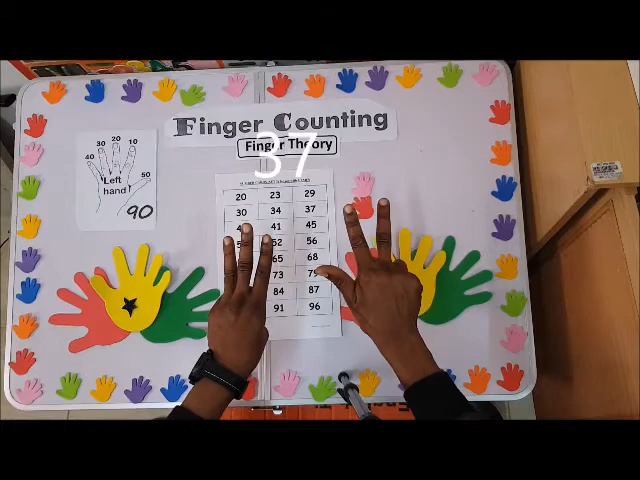 Finger Counting
Finger Theory
37
30 20 10
40 50
Left
hand
90
20 23 29
30 34 37
41 45
52 56
65 68
73 79
84 87
91 96